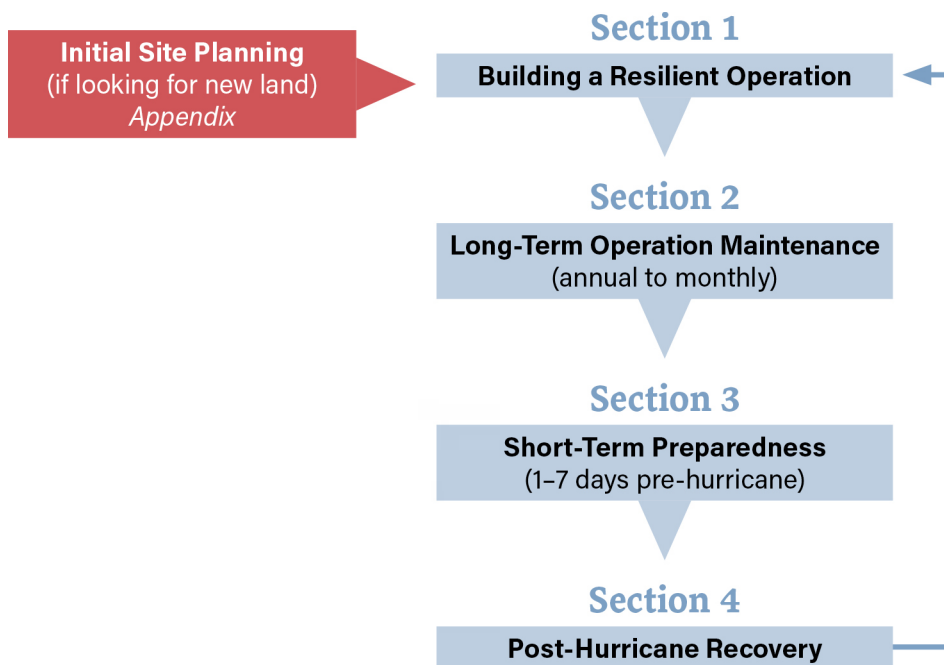 Initial Site Planning
(if looking for new land)
Appendix
Section 1
Building a Resilient Operation
Section 2
Long-Term Operation Maintenance
(annual to monthly)
Section 3
Short-Term Preparedness
(1–7 days pre-hurricane)
Section 4
Post-Hurricane Recovery